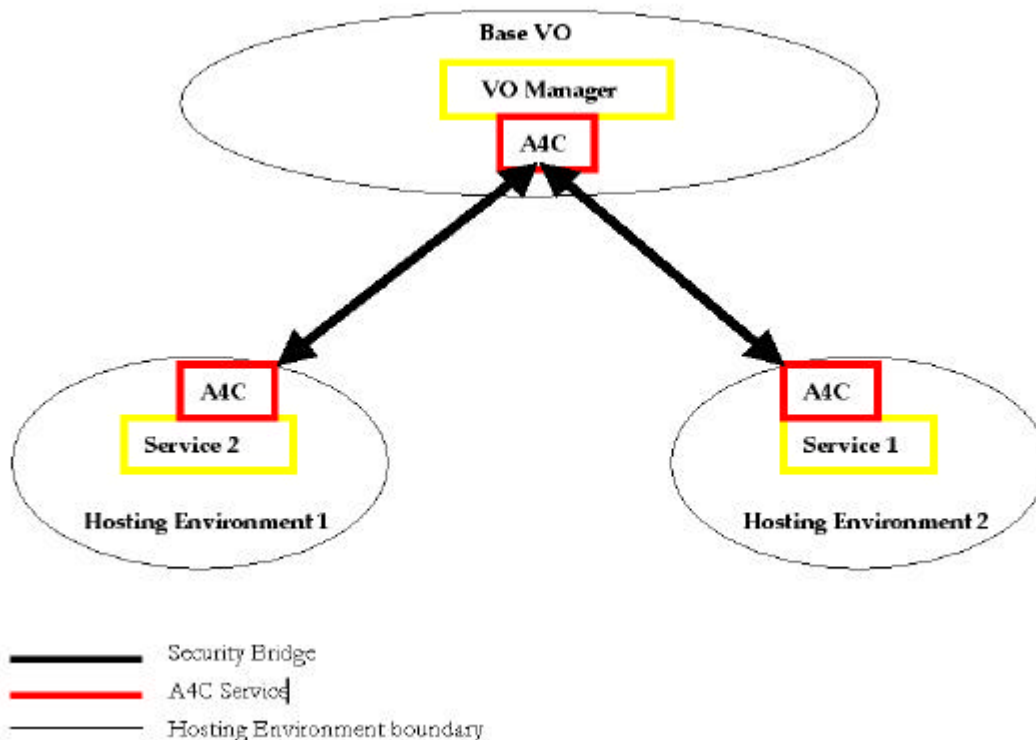 Base VO
VO Manager
A4C
A4C
A4C
Service 2
Service 1
Hosting Environment 1
Hosting Environment 2
Security Bridge
A4C Service
Hosting Environment boundary